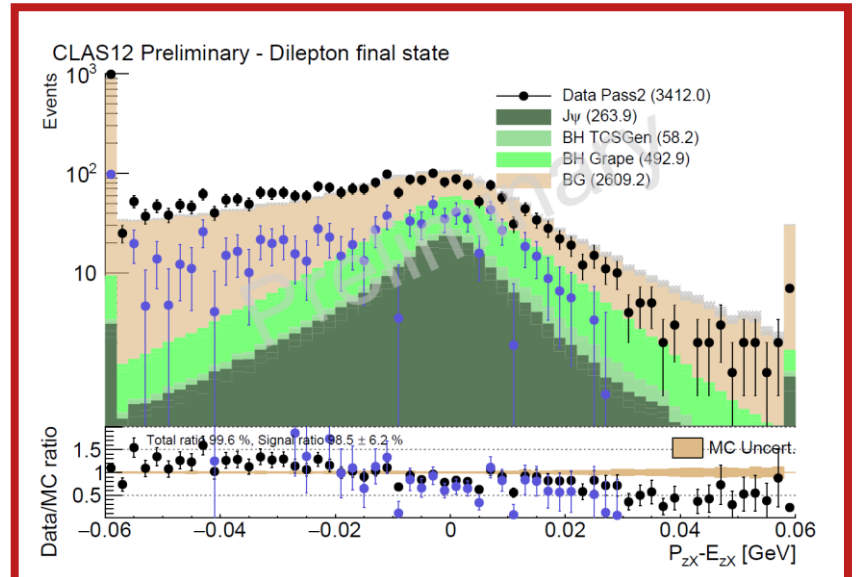 CLAS12 Preliminary - Dilepton final state
Events
10³
10²
10
Data Pass2 (3412.0)
Jψ (263.9)
BH TCSGen (58.2)
BH Grape (492.9)
BG (2609.2)
Preliminary
Data/MC ratio
1.5
1
0.5
Total ratio 99.6 %, Signal ratio 98.5 ± 6.2 %
MC Uncert.
−0.06 −0.04 −0.02 0 0.02 0.04 0.06
P_zX-E_zX [GeV]